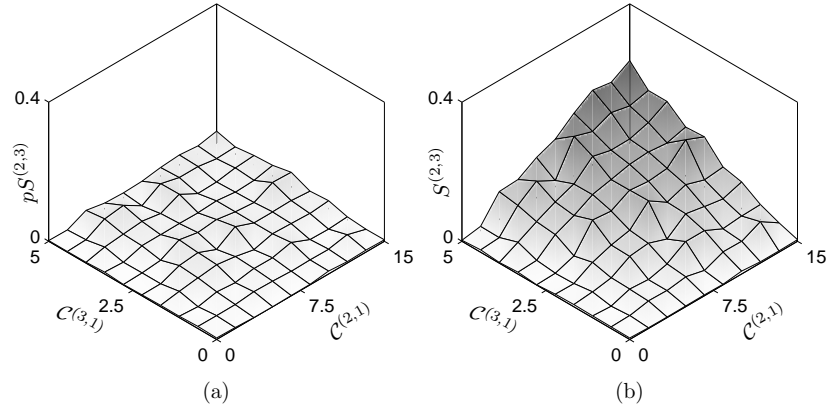 0.4
pS^{(2,3)}
0
5
2.5
C^{(3,1)}
0
0
7.5
C^{(2,1)}
15
(a)
0.4
S^{(2,3)}
0
5
2.5
C^{(3,1)}
0
0
7.5
C^{(2,1)}
15
(b)